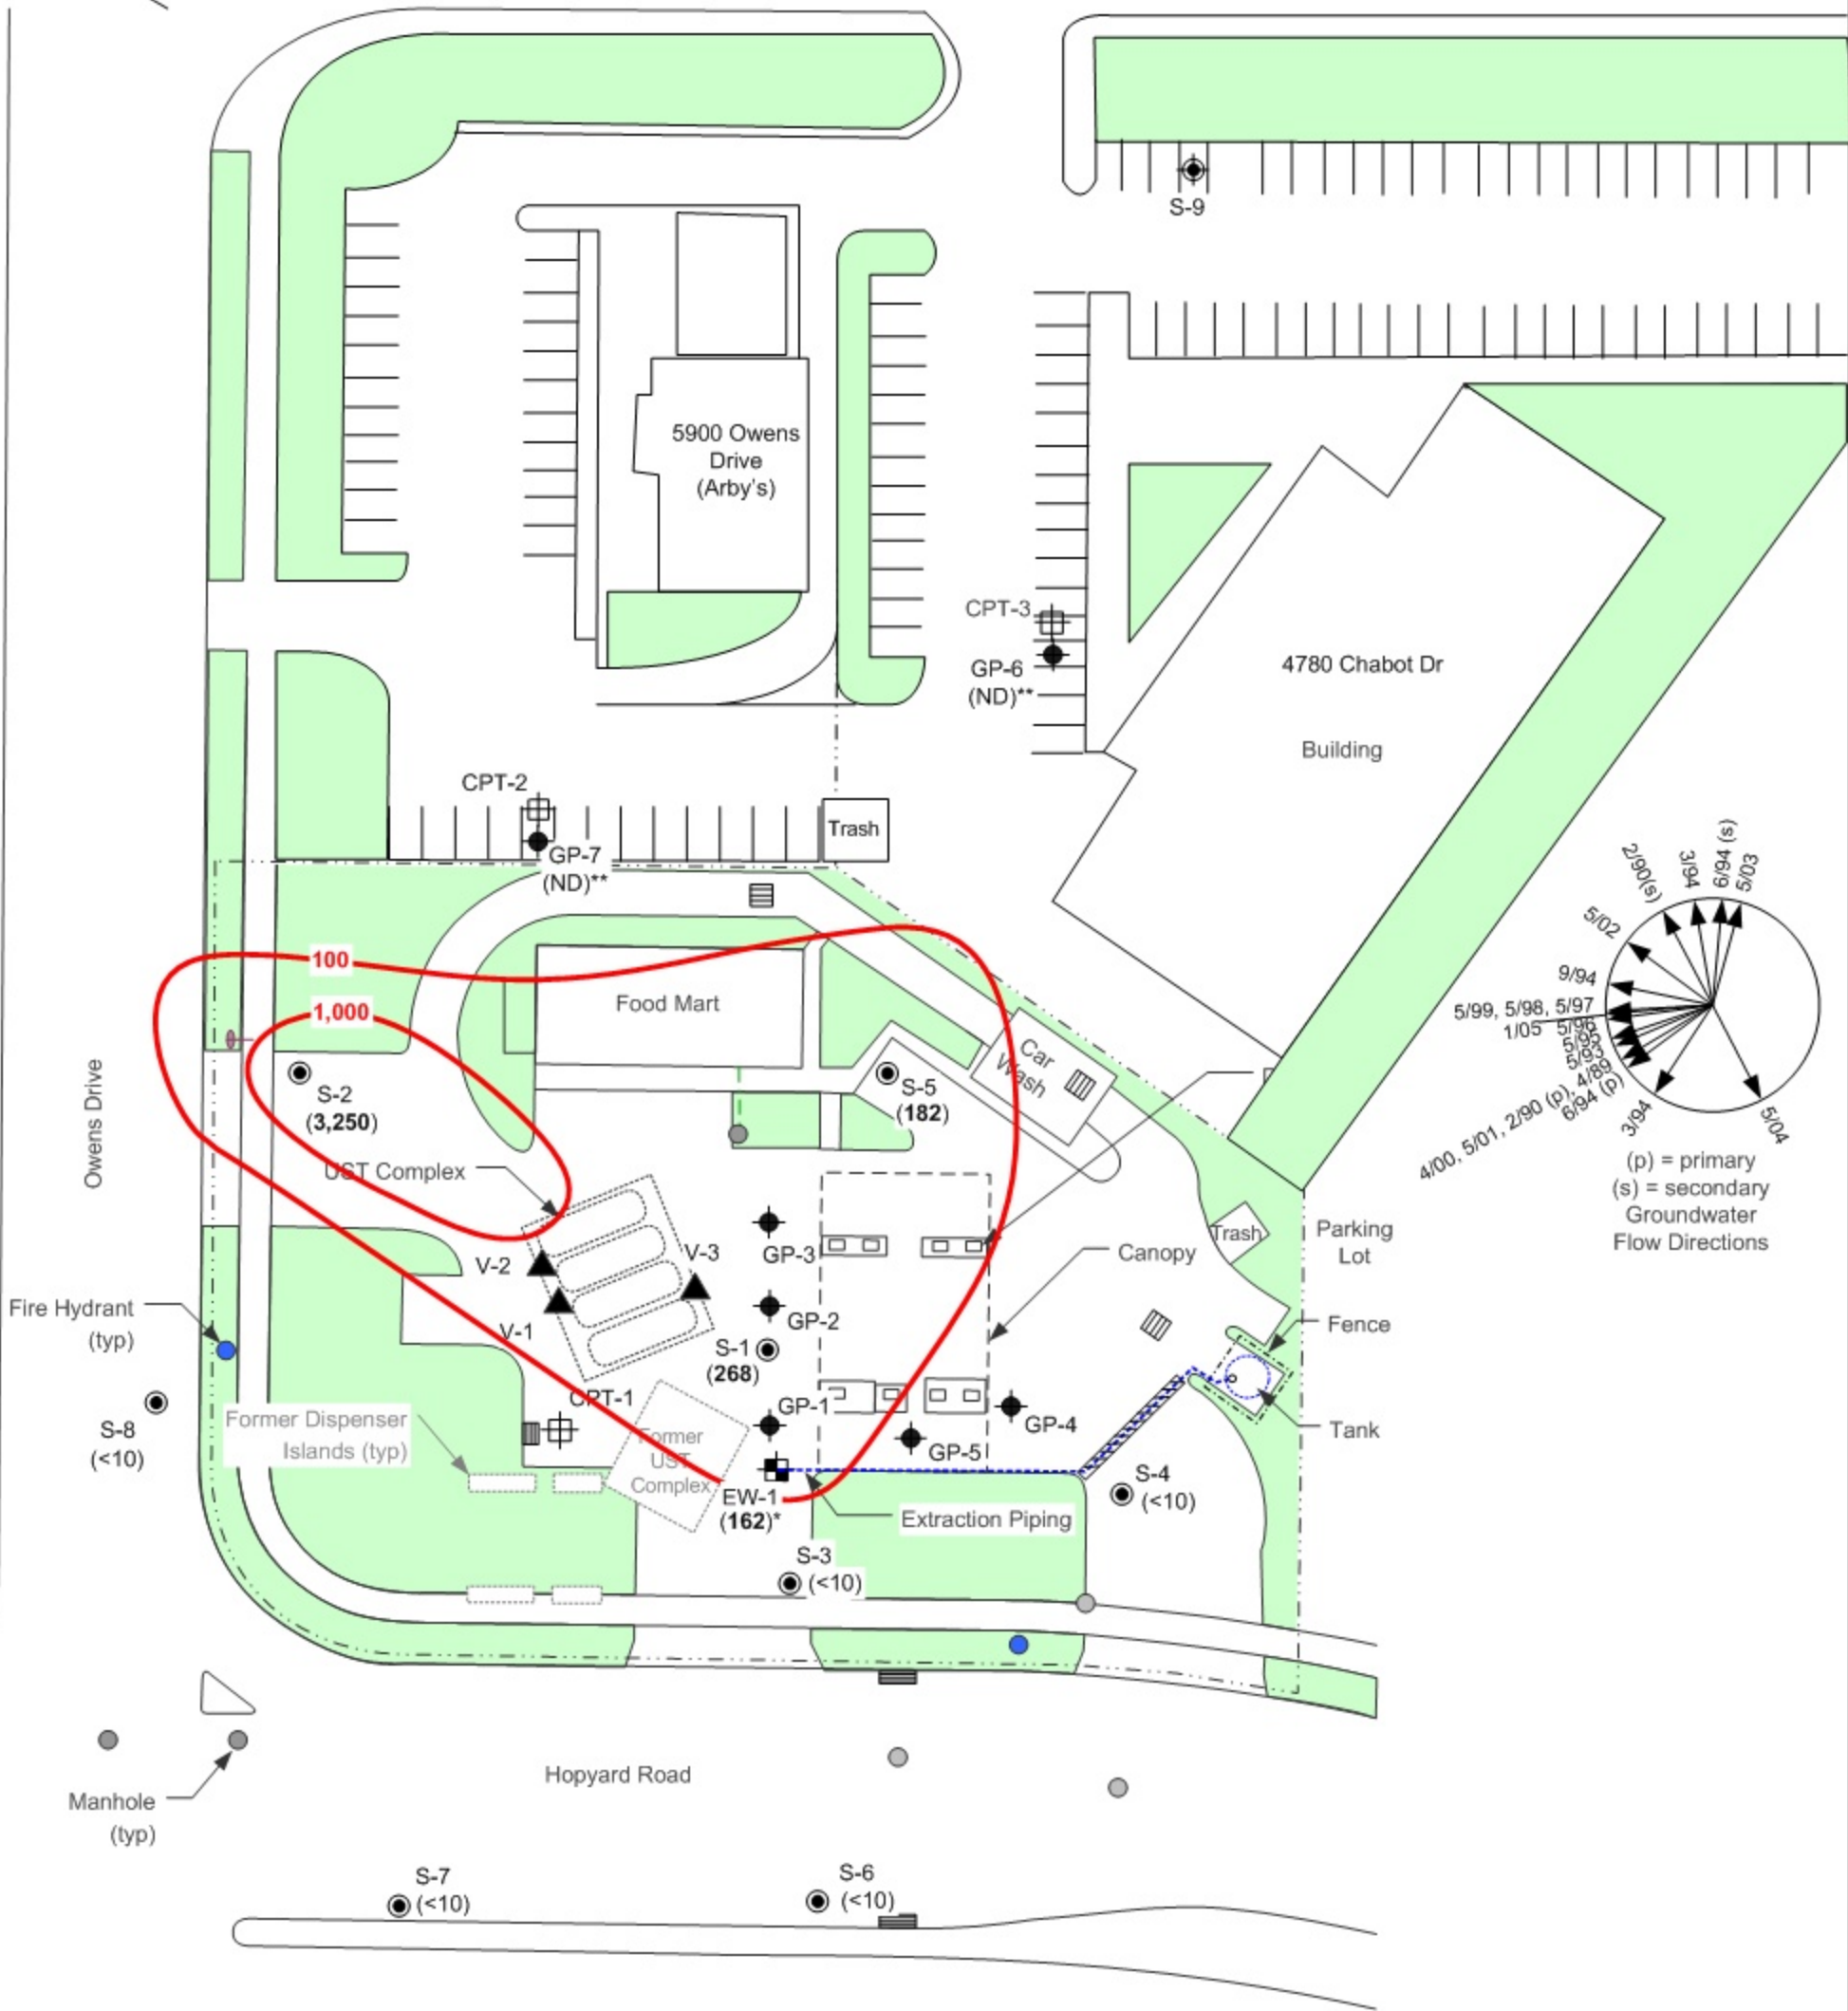 S-9
5900 Owens
Drive
(Arby's)
CPT-3
GP-6
(ND)**
4780 Chabot Dr
Building
CPT-2
Trash
GP-7
(ND)**
2/90(s)
3/94
6/94 (s)
5/03
5/02
9/94
5/99, 5/98, 5/97
1/05
5/96
5/95
5/93
4/00, 5/01, 2/90 (p), 4/89
6/94 (p)
3/94
5/04
(p) = primary
(s) = secondary
Groundwater
Flow Directions
100
1,000
Food Mart
Car
Wash
Owens Drive
S-2
(3,250)
S-5
(182)
UST Complex
Trash
Parking
Lot
GP-3
Canopy
V-2
V-3
Fire Hydrant
(typ)
GP-2
V-1
S-1
(268)
Fence
CPT-1
GP-1
GP-4
Tank
S-8
(<10)
Former Dispenser
Islands (typ)
Former
UST
Complex
GP-5
S-4
(<10)
EW-1
(162)*
Extraction Piping
S-3
(<10)
Hopyard Road
Manhole
(typ)
S-7
(<10)
S-6
(<10)